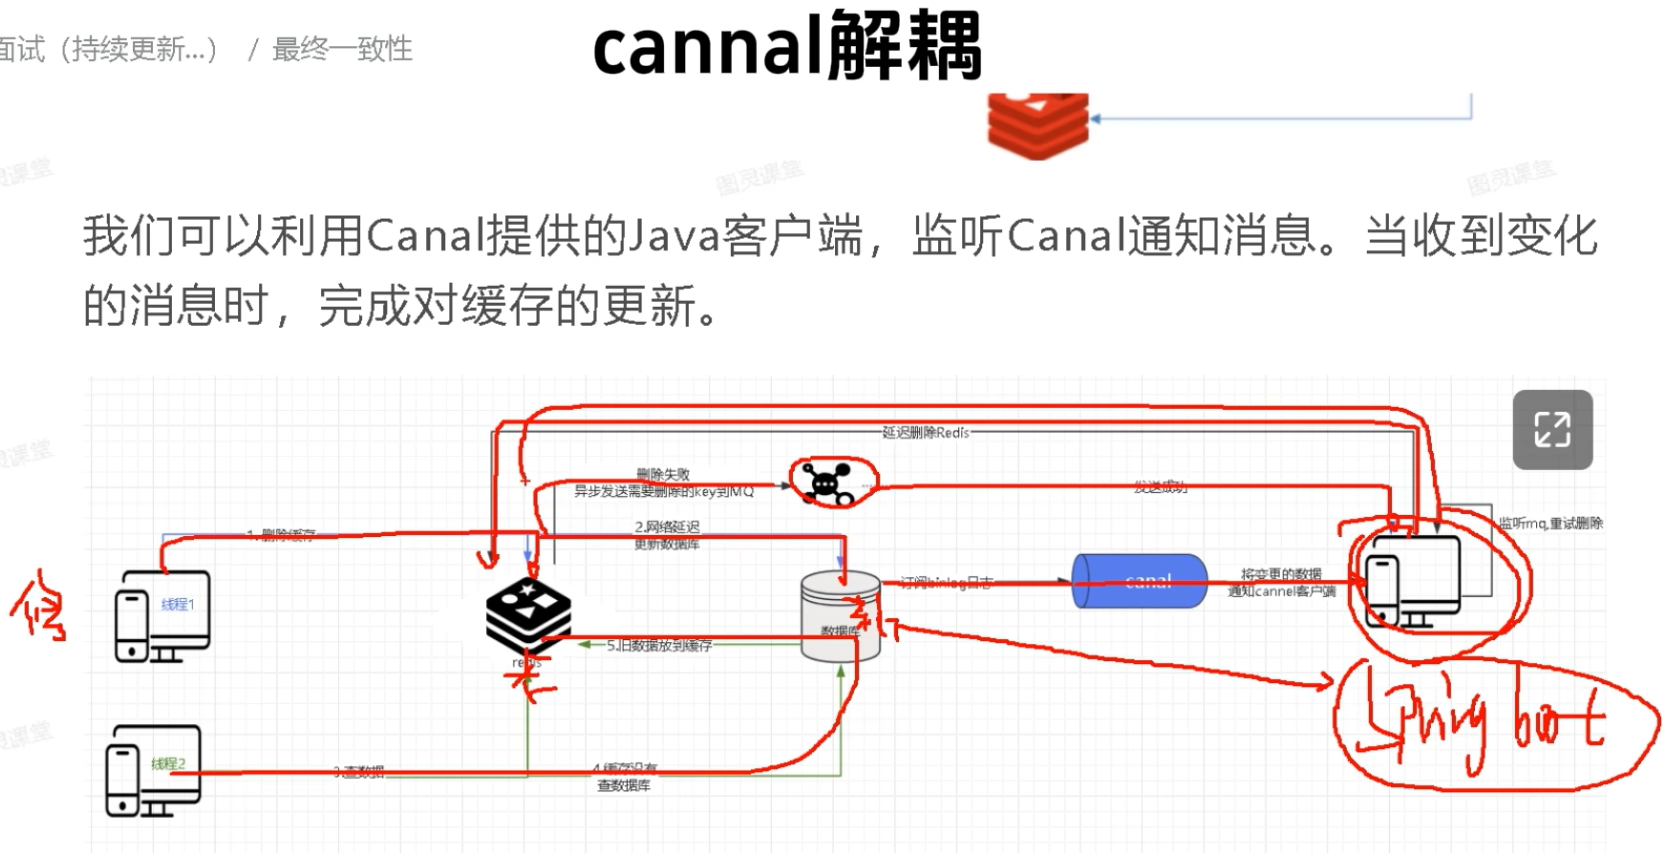 cannal解耦
面试（持续更新...） / 最终一致性
图灵课堂
图灵课堂
我们可以利用Canal提供的Java客户端，监听Canal通知消息。当收到变化
的消息时，完成对缓存的更新。
延迟删除Redis
删除失败
异步发送需要删除的key到MQ
发送成功
监听mq,重试删除
1.删除缓存
2.网络延迟
更新数据库
线程1
订阅binlog日志
canal
将变更的数据
通知cannel客户端
数据库
5.旧数据放到缓存
redis
Spring boot
线程2
3.查数据
4.缓存没有
查数据库